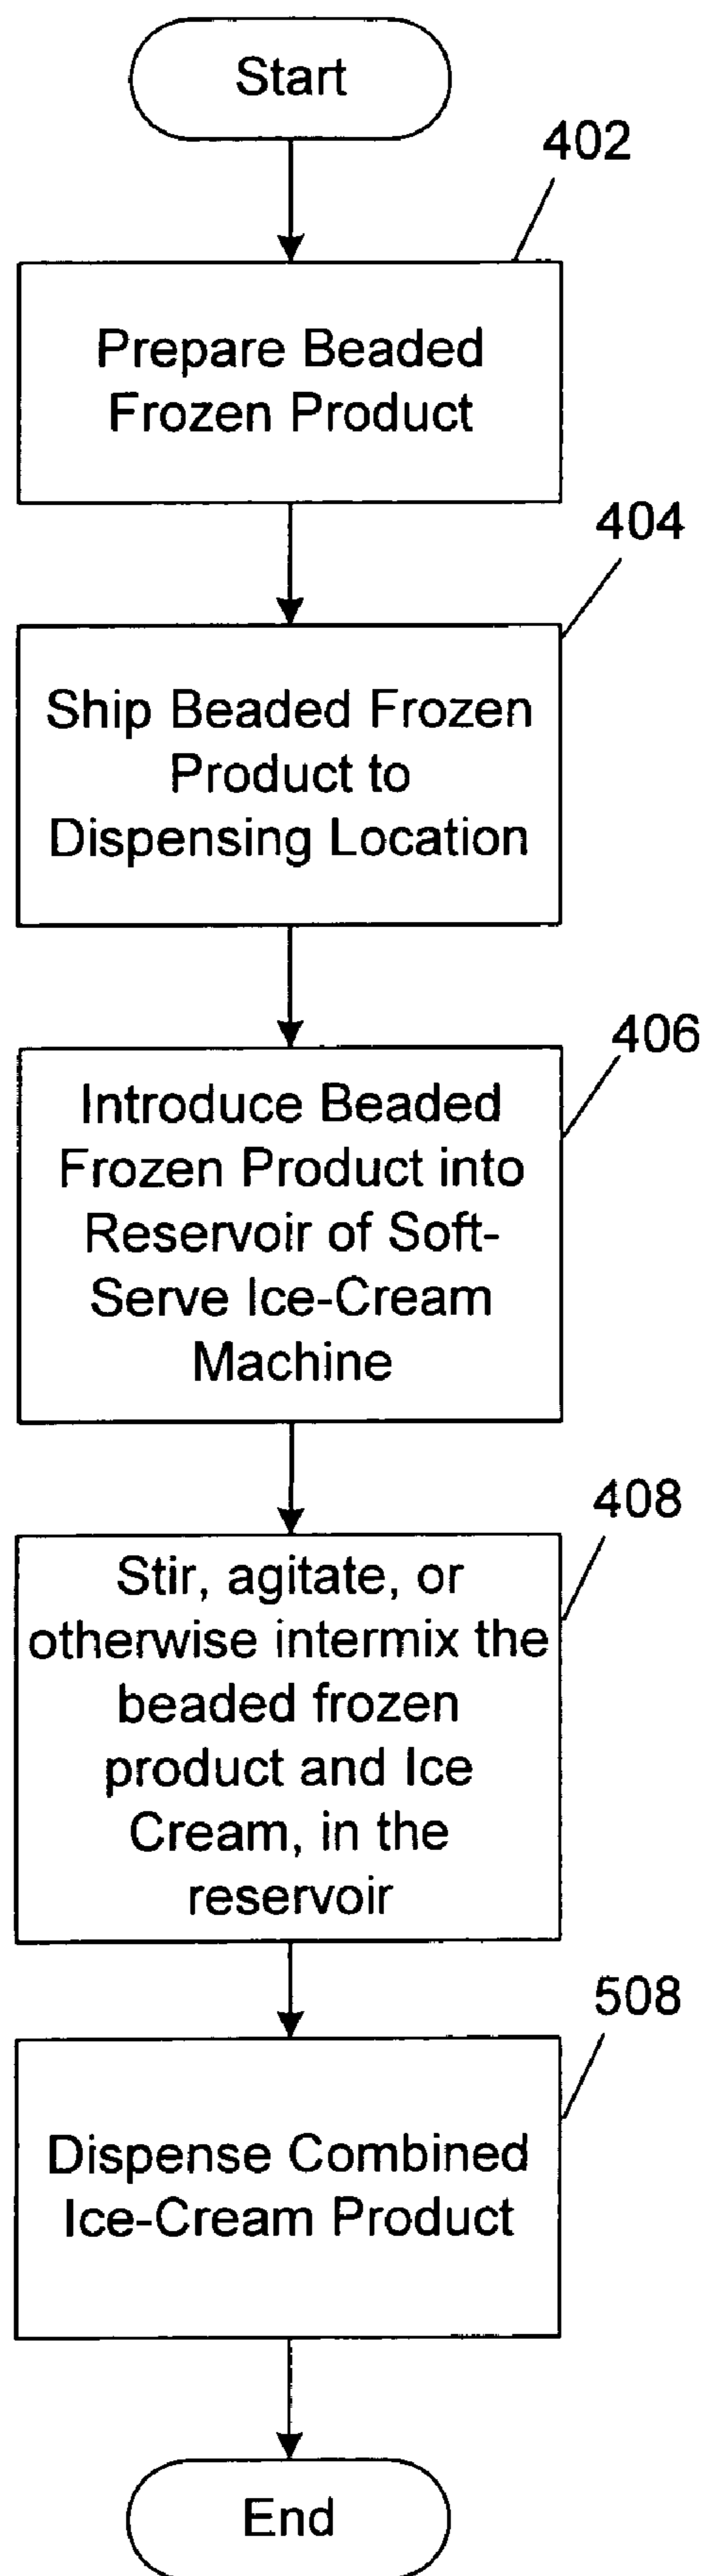 Start
402
Prepare Beaded
Frozen Product
404
Ship Beaded Frozen
Product to
Dispensing Location
406
Introduce Beaded
Frozen Product into
Reservoir of Soft-
Serve Ice-Cream
Machine
408
Stir, agitate, or
otherwise intermix the
beaded frozen
product and Ice
Cream, in the
reservoir
508
Dispense Combined
Ice-Cream Product
End